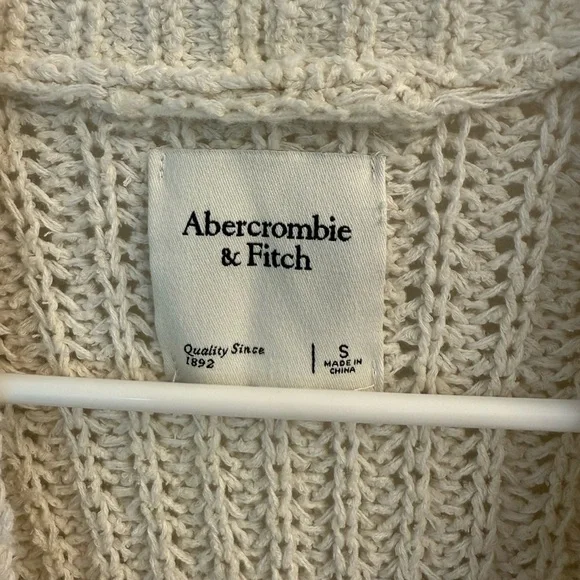 Abercrombie
& Fitch
Quality Since
1892
S
MADE IN
CHINA